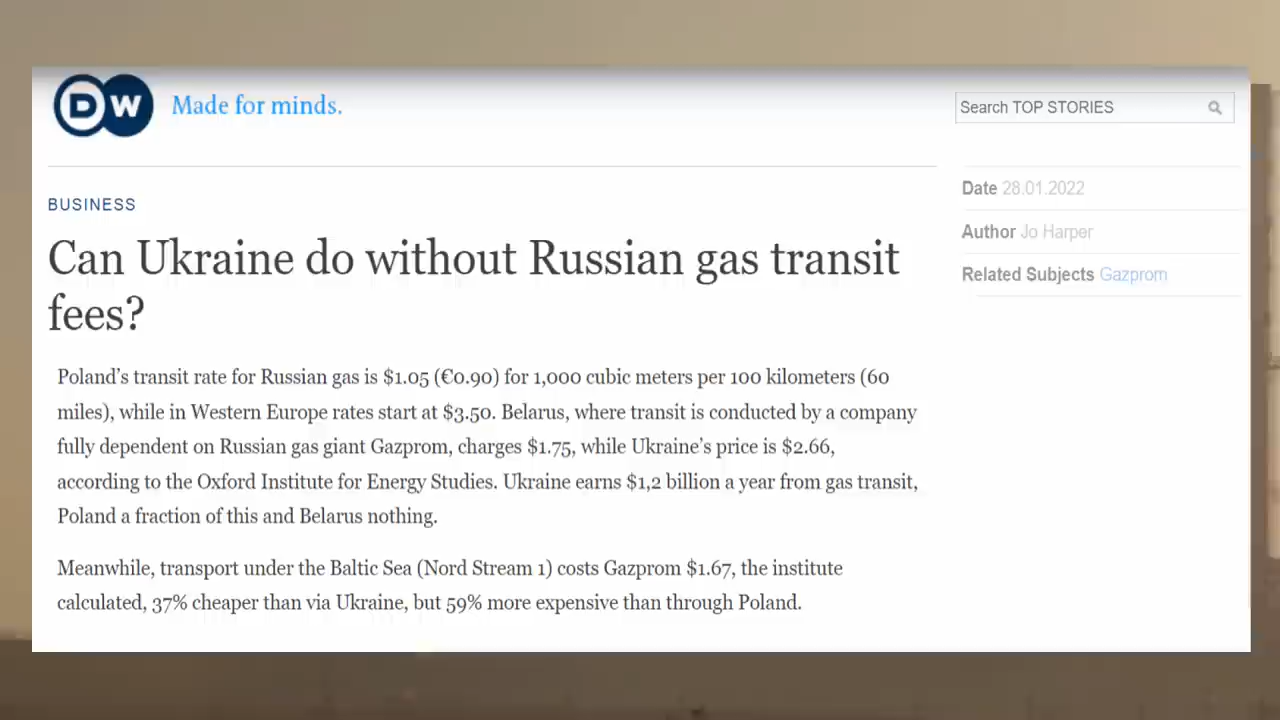 DW Made for minds.
Search TOP STORIES
BUSINESS
Can Ukraine do without Russian gas transit
fees?
Poland’s transit rate for Russian gas is $1.05 (€0.90) for 1,000 cubic meters per 100 kilometers (60
miles), while in Western Europe rates start at $3.50. Belarus, where transit is conducted by a company
fully dependent on Russian gas giant Gazprom, charges $1.75, while Ukraine’s price is $2.66,
according to the Oxford Institute for Energy Studies. Ukraine earns $1,2 billion a year from gas transit,
Poland a fraction of this and Belarus nothing.
Meanwhile, transport under the Baltic Sea (Nord Stream 1) costs Gazprom $1.67, the institute
calculated, 37% cheaper than via Ukraine, but 59% more expensive than through Poland.
Date 28.01.2022
Author Jo Harper
Related Subjects Gazprom